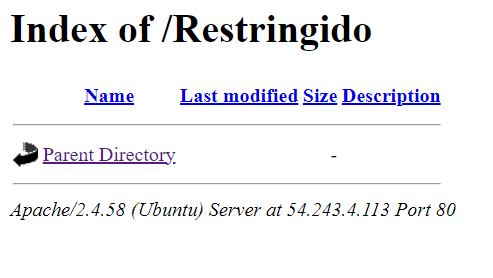 Index of /Restringido
Name Last modified Size Description
Parent Directory -
Apache/2.4.58 (Ubuntu) Server at 54.243.4.113 Port 80